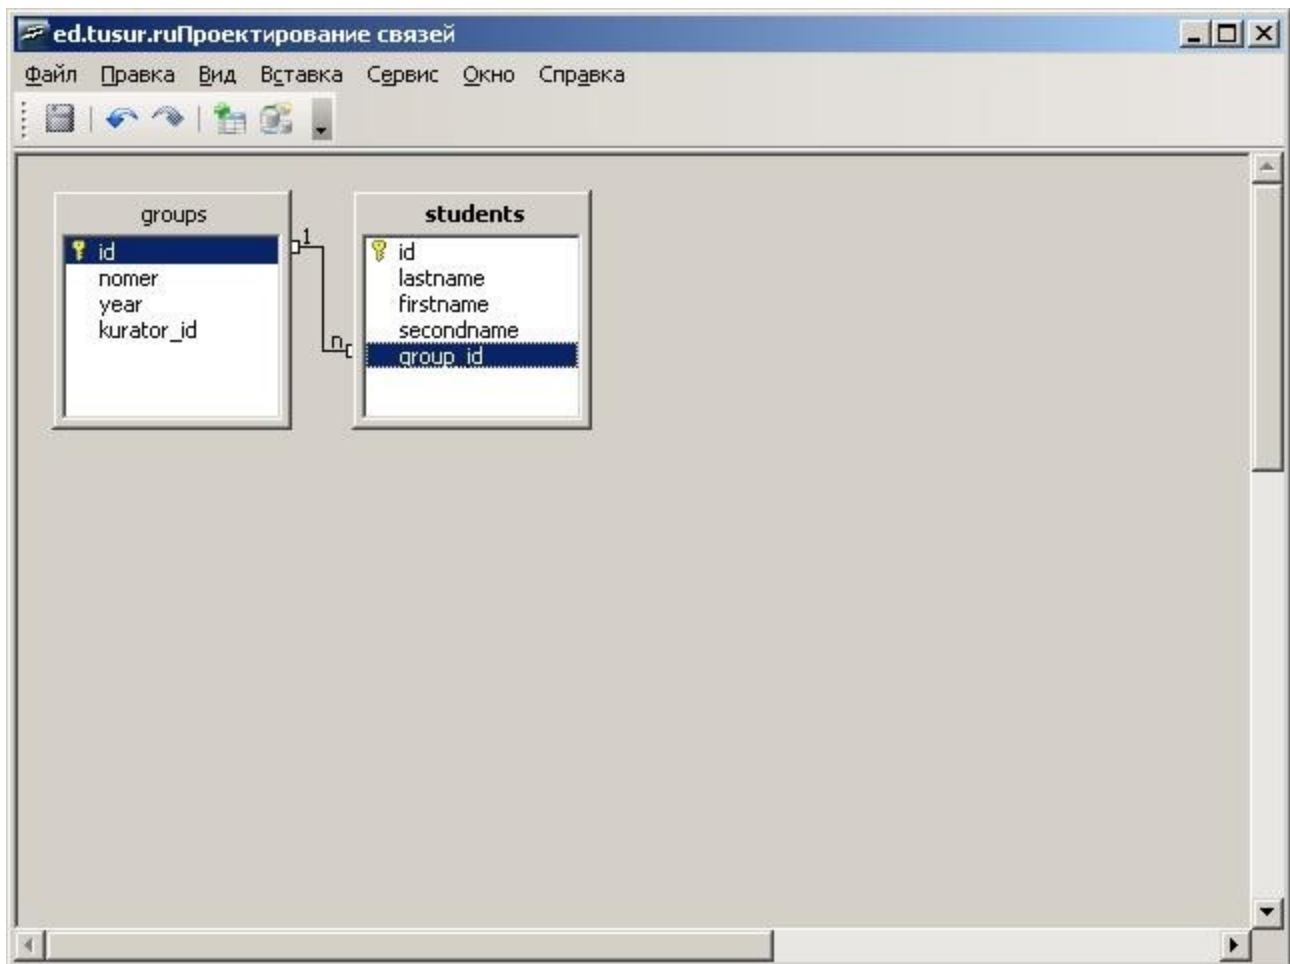 ed.tusur.ruПроектирование связей
Файл Правка Вид Вставка Сервис Окно Справка
groups
id
nomer
year
kurator_id
1
n
students
id
lastname
firstname
secondname
group_id